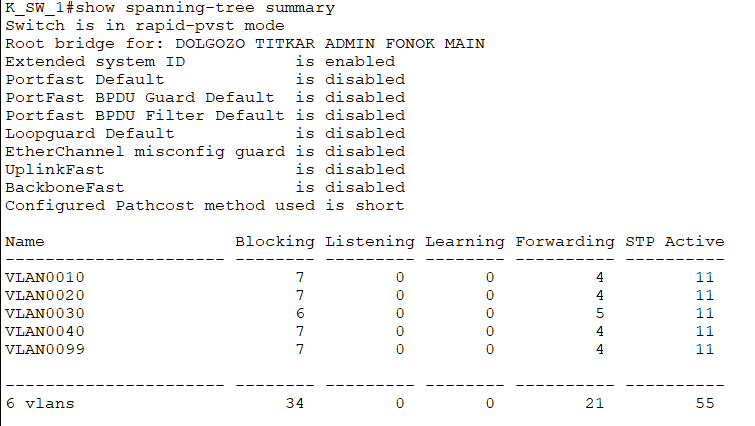 K_SW_1#show spanning-tree summary
Switch is in rapid-pvst mode
Root bridge for: DOLGOZO TITKAR ADMIN FONOK MAIN
Extended system ID           is enabled
Portfast Default             is disabled
PortFast BPDU Guard Default  is disabled
Portfast BPDU Filter Default is disabled
Loopguard Default            is disabled
EtherChannel misconfig guard is disabled
UplinkFast                   is disabled
BackboneFast                 is disabled
Configured Pathcost method used is short

Name                   Blocking Listening Learning Forwarding STP Active
---------------------- -------- --------- -------- ---------- ----------
VLAN0010                     7         0        0          4         11
VLAN0020                     7         0        0          4         11
VLAN0030                     6         0        0          5         11
VLAN0040                     7         0        0          4         11
VLAN0099                     7         0        0          4         11

---------------------- -------- --------- -------- ---------- ----------
6 vlans                     34         0        0         21         55